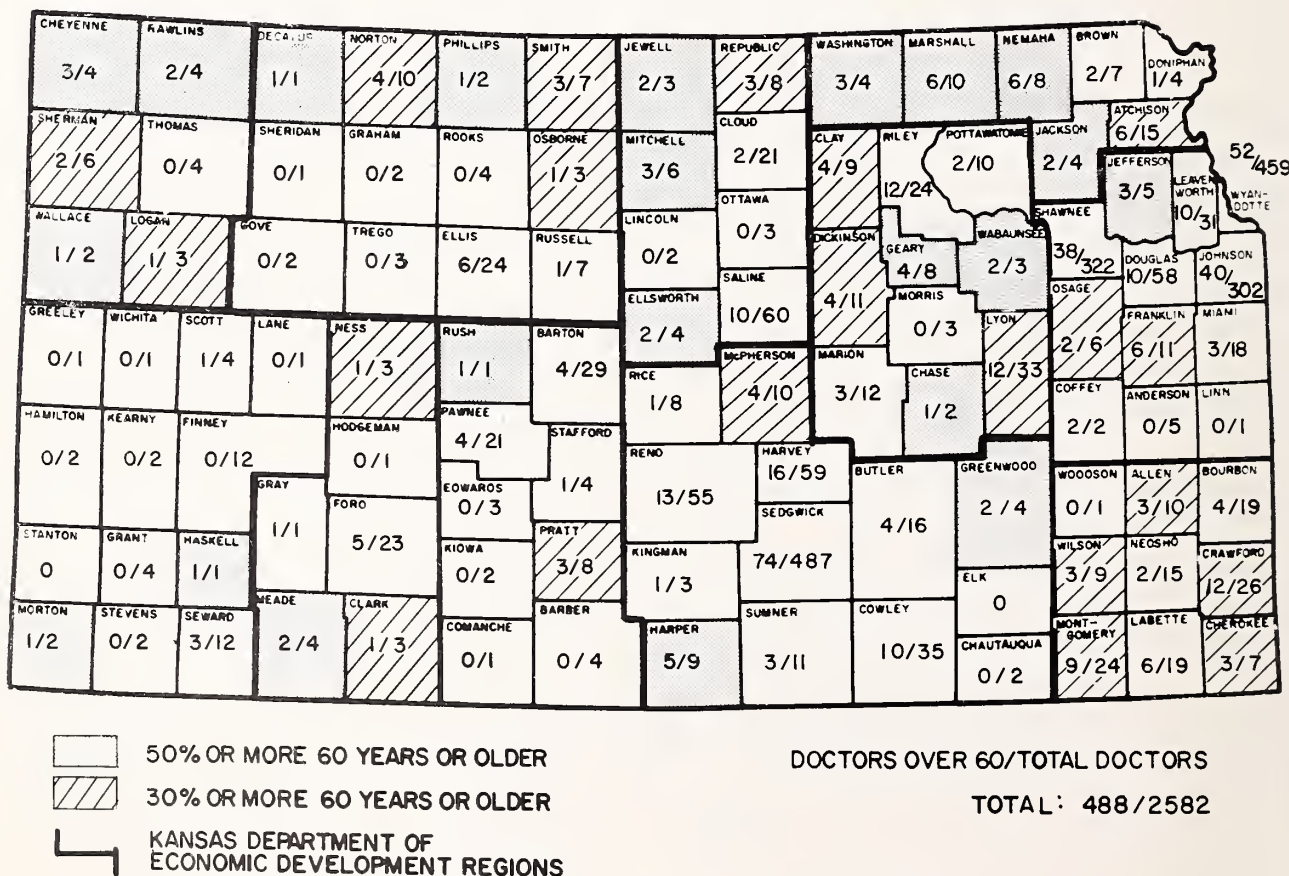 CHEYENNE
3/4
RAWLINS
2/4
DECATUR
1/1
NORTON
4/10
PHILLIPS
1/2
SMITH
3/7
JEWELL
2/3
REPUBLIC
3/8
WASHINGTON
3/4
MARSHALL
6/10
NEMAHA
6/8
BROWN
2/7
DONIPHAN
1/4
SHERMAN
2/6
THOMAS
0/4
SHERIDAN
0/1
GRAHAM
0/2
ROOKS
0/4
OSBORNE
1/3
MITCHELL
3/6
CLOUD
2/21
CLAY
4/9
RILEY
12/24
POTTAWATOMIE
2/10
JACKSON
2/4
ATCHISON
6/15
JEFFERSON
3/5
LEAVEN
WORTH
10/31
52/459
WYAN-
DOTTE
WALLACE
1/2
LOGAN
1/3
GOVE
0/2
TREGO
0/3
ELLIS
6/24
RUSSELL
1/7
LINCOLN
0/2
OTTAWA
0/3
SALINE
10/60
ELLSWORTH
2/4
DICKINSON
4/11
GEARY
4/8
WABAUNSEE
2/3
SHAWNEE
38/322
DOUGLAS
10/58
JOHNSON
40/302
MORRIS
0/3
LYON
12/33
OSAGE
2/6
FRANKLIN
6/11
MIAMI
3/18
GREELEY
0/1
WICHITA
0/1
SCOTT
1/4
LANE
0/1
NESS
1/3
RUSH
1/1
BARTON
4/29
RICE
1/8
McPHERSON
4/10
MARION
3/12
CHASE
1/2
COFFEY
2/2
ANDERSON
0/5
LINN
0/1
HAMILTON
0/2
KEARNY
0/2
FINNEY
0/12
HODGEMAN
0/1
PAWNEE
4/21
STAFFORD
1/4
RENO
13/55
HARVEY
16/59
BUTLER
4/16
GREENWOOD
2/4
WOODSON
0/1
ALLEN
3/10
BOURBON
4/19
GRAY
1/1
FORD
5/23
EDWARDS
0/3
SEDGWICK
74/487
STANTON
0
GRANT
0/4
HASKELL
1/1
KIOWA
0/2
PRATT
3/8
KINGMAN
1/3
ELK
0
WILSON
3/9
NEOSHO
2/15
CRAWFORD
12/26
MORTON
1/2
STEVENS
0/2
SEWARD
3/12
MEADE
2/4
CLARK
1/3
COMANCHE
0/1
BARBER
0/4
HARPER
5/9
SUMNER
3/11
COWLEY
10/35
CHAUTAUQUA
0/2
MONT-
GOMERY
9/24
LABETTE
6/19
CHEROKEE
3/7
50% OR MORE 60 YEARS OR OLDER
30% OR MORE 60 YEARS OR OLDER
KANSAS DEPARTMENT OF
ECONOMIC DEVELOPMENT REGIONS
DOCTORS OVER 60/TOTAL DOCTORS
TOTAL: 488/2582